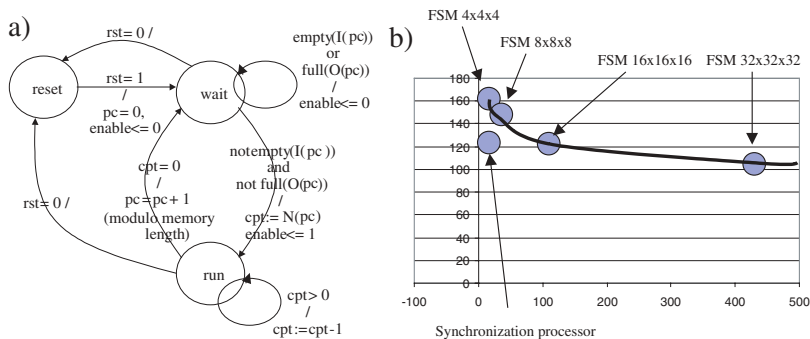 a)
rst= 0 /
reset
rst= 1
/
pc= 0,
enable<= 0
wait
empty(I(pc))
or
full(O(pc))
/
enable<= 0
cpt= 0
/
pc=pc+ 1
(modulo memory
length)
notempty(I(pc ))
and
not full(O(pc))
/
cpt:= N(pc)
enable<= 1
rst= 0 /
run
cpt> 0
/
cpt:=cpt-1
b)
FSM 4x4x4
FSM 8x8x8
FSM 16x16x16
FSM 32x32x32
180
160
140
120
100
80
60
40
20
0
-100 0 100 200 300 400 500
Synchronization processor